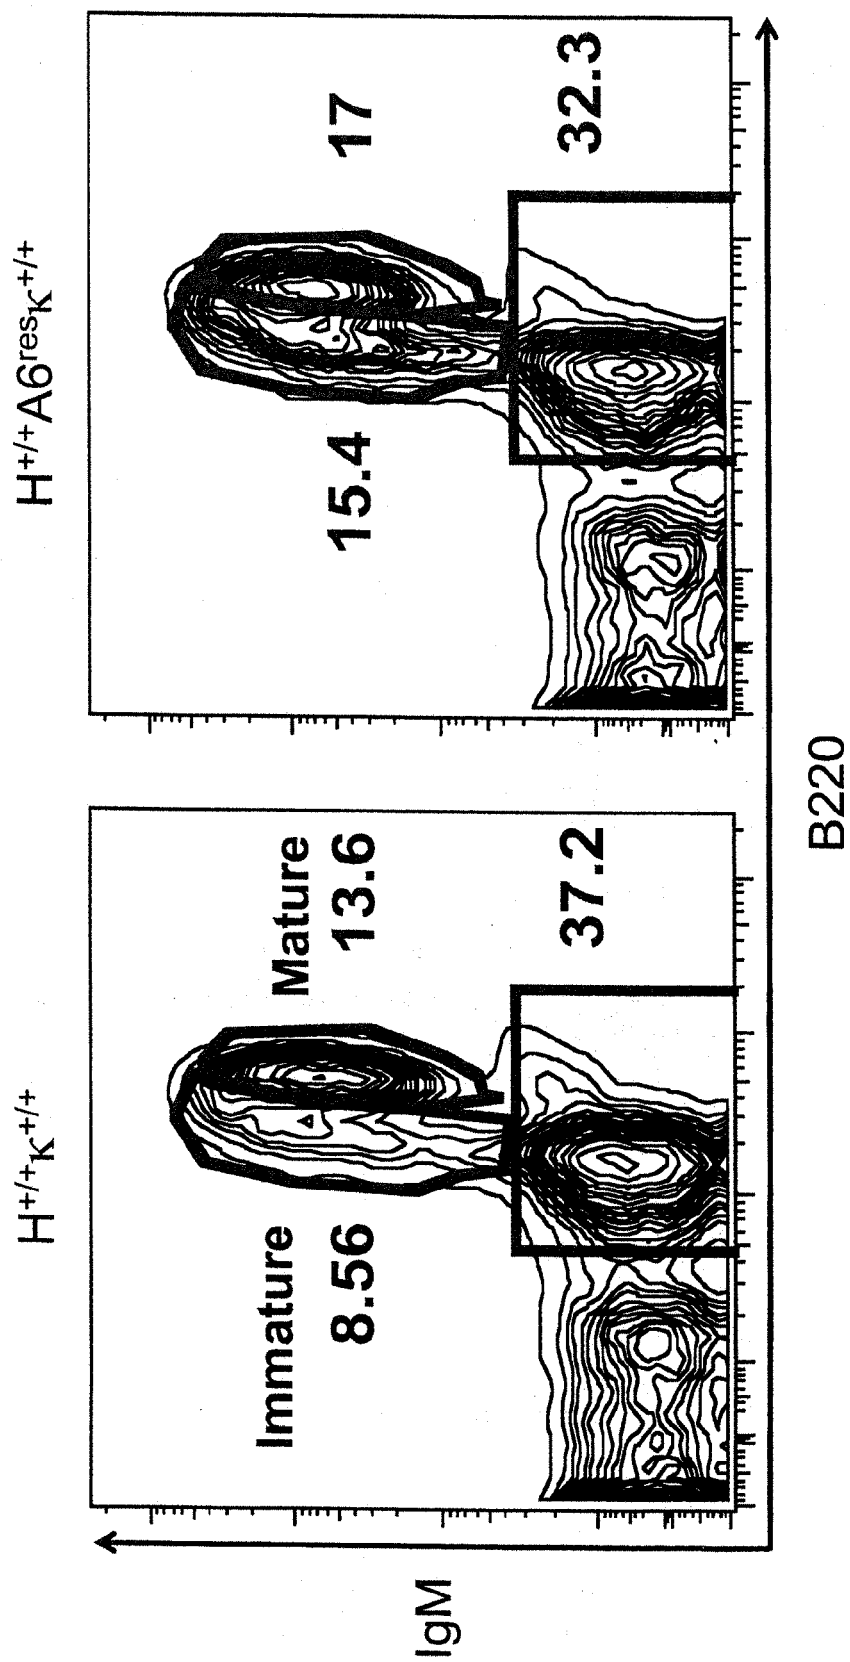 H+/+κ+/+
H+/+A6resκ+/+
Immature
8.56
Mature
13.6
37.2
15.4
17
32.3
IgM
B220